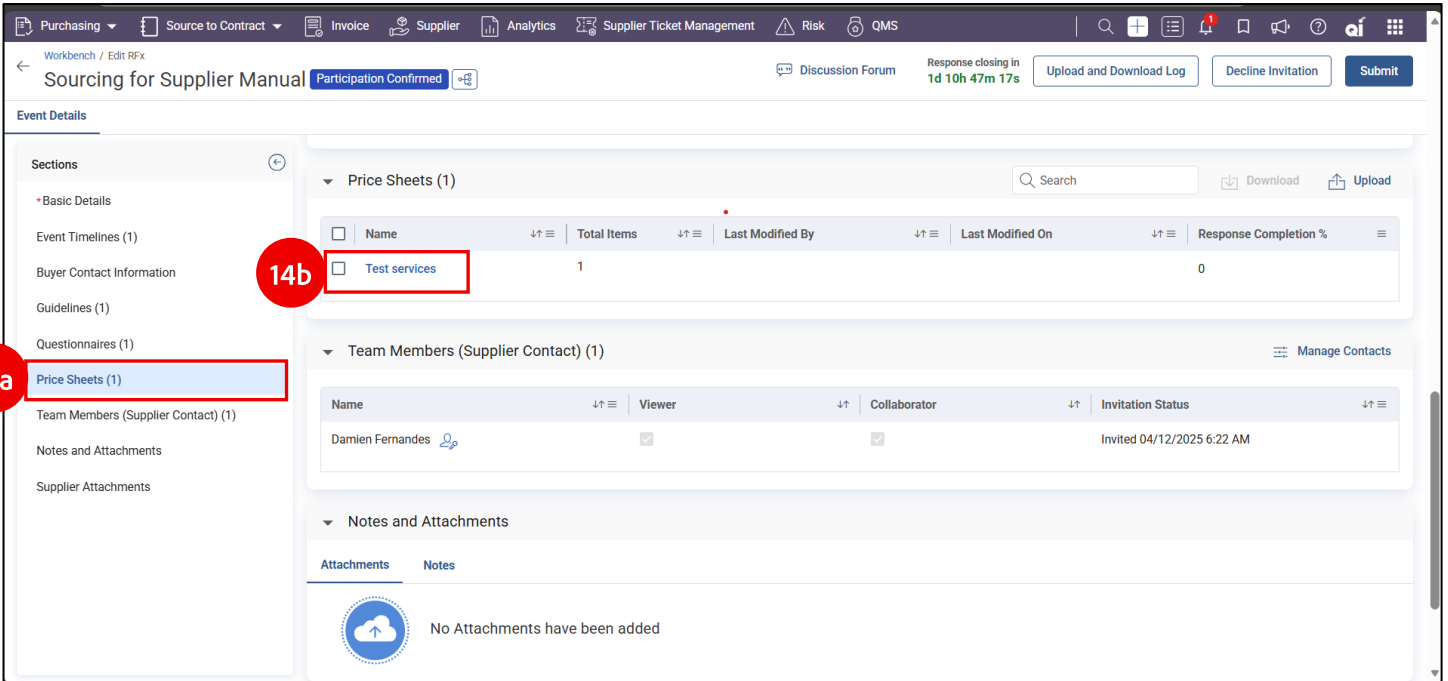 Purchasing Source to Contract Invoice Supplier Analytics Supplier Ticket Management Risk QMS 1 qi
Workbench / Edit RFx
Sourcing for Supplier Manual Participation Confirmed Discussion Forum Response closing in 1d 10h 47m 17s Upload and Download Log Decline Invitation Submit
Event Details
Sections
*Basic Details
Event Timelines (1)
Buyer Contact Information
Guidelines (1)
Questionnaires (1)
a Price Sheets (1)
Team Members (Supplier Contact) (1)
Notes and Attachments
Supplier Attachments
Price Sheets (1) Search Download Upload
Name Total Items Last Modified By Last Modified On Response Completion %
14b Test services 1 0
Team Members (Supplier Contact) (1) Manage Contacts
Name Viewer Collaborator Invitation Status
Damien Fernandes Invited 04/12/2025 6:22 AM
Notes and Attachments
Attachments Notes
No Attachments have been added